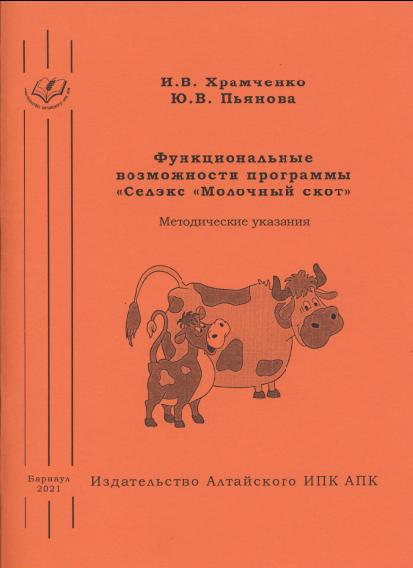 И.В. Храмченко
Ю.В. Пьянова
Функциональные
возможности программы
«Селэкс «Молочный скот»
Методические указания
Барнаул
2021
Издательство Алтайского ИПК АПК